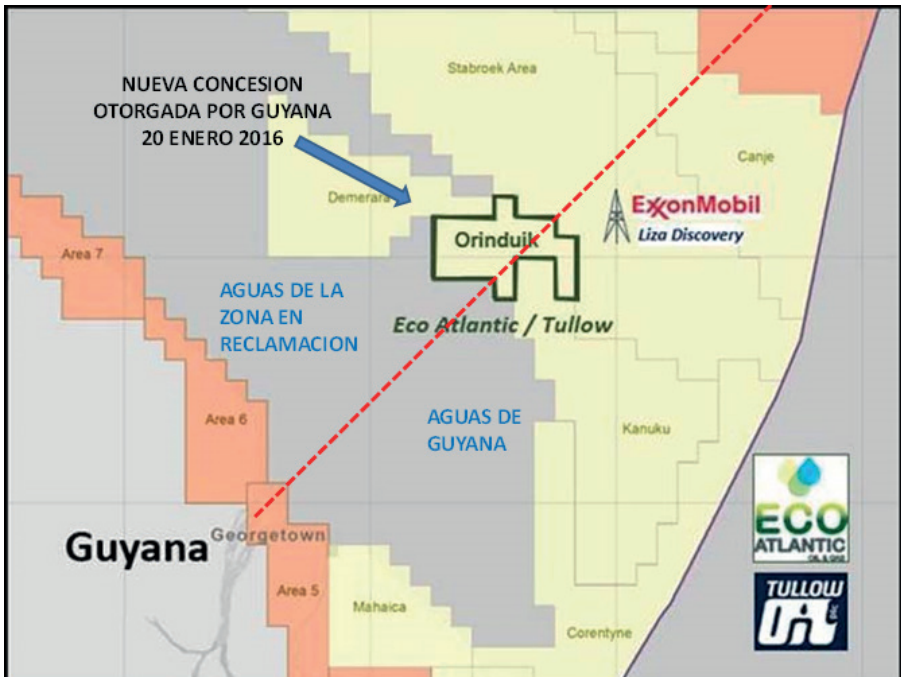 Stabroek Area
NUEVA CONCESION
OTORGADA POR GUYANA
20 ENERO 2016
Canje
Demerara
ExxonMobil
Liza Discovery
Orinduik
Area 7
AGUAS DE LA
ZONA EN
RECLAMACION
Eco Atlantic / Tullow
Area 6
AGUAS DE
GUYANA
Kanuku
Georgetown
Guyana
ECO
ATLANTIC
OIL & GAS
Area 5
Mahaica
TULLOW
Oil plc
Corentyne